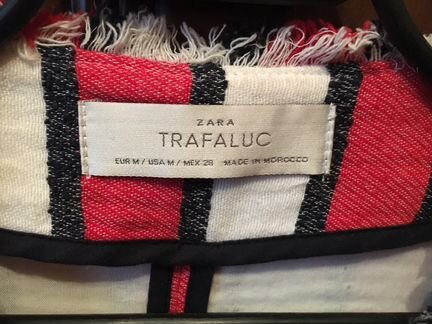 ZARA
TRAFALUC
EUR M / USA M / MEX 28 MADE IN MOROCCO